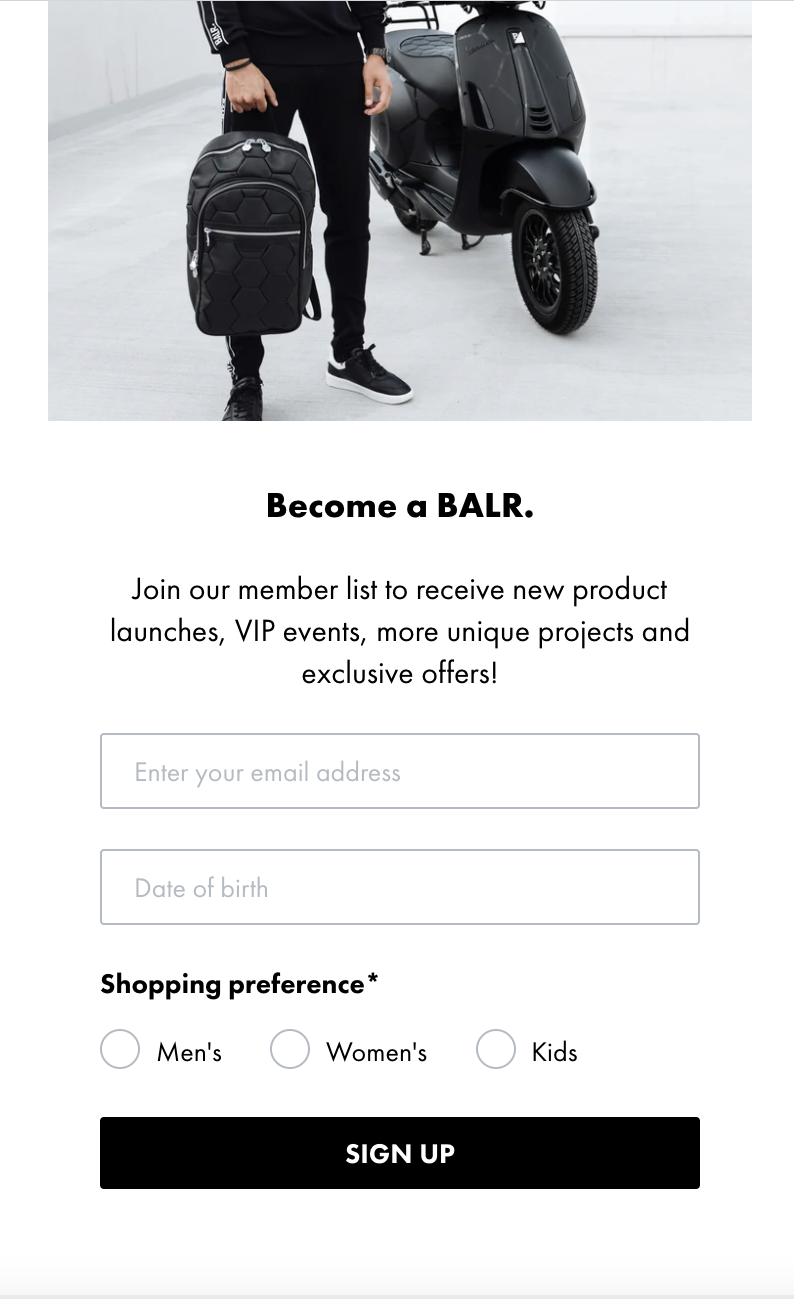 BALR.
Become a BALR.
Join our member list to receive new product
launches, VIP events, more unique projects and
exclusive offers!
Enter your email address
Date of birth
Shopping preference*
Men's
Women's
Kids
SIGN UP